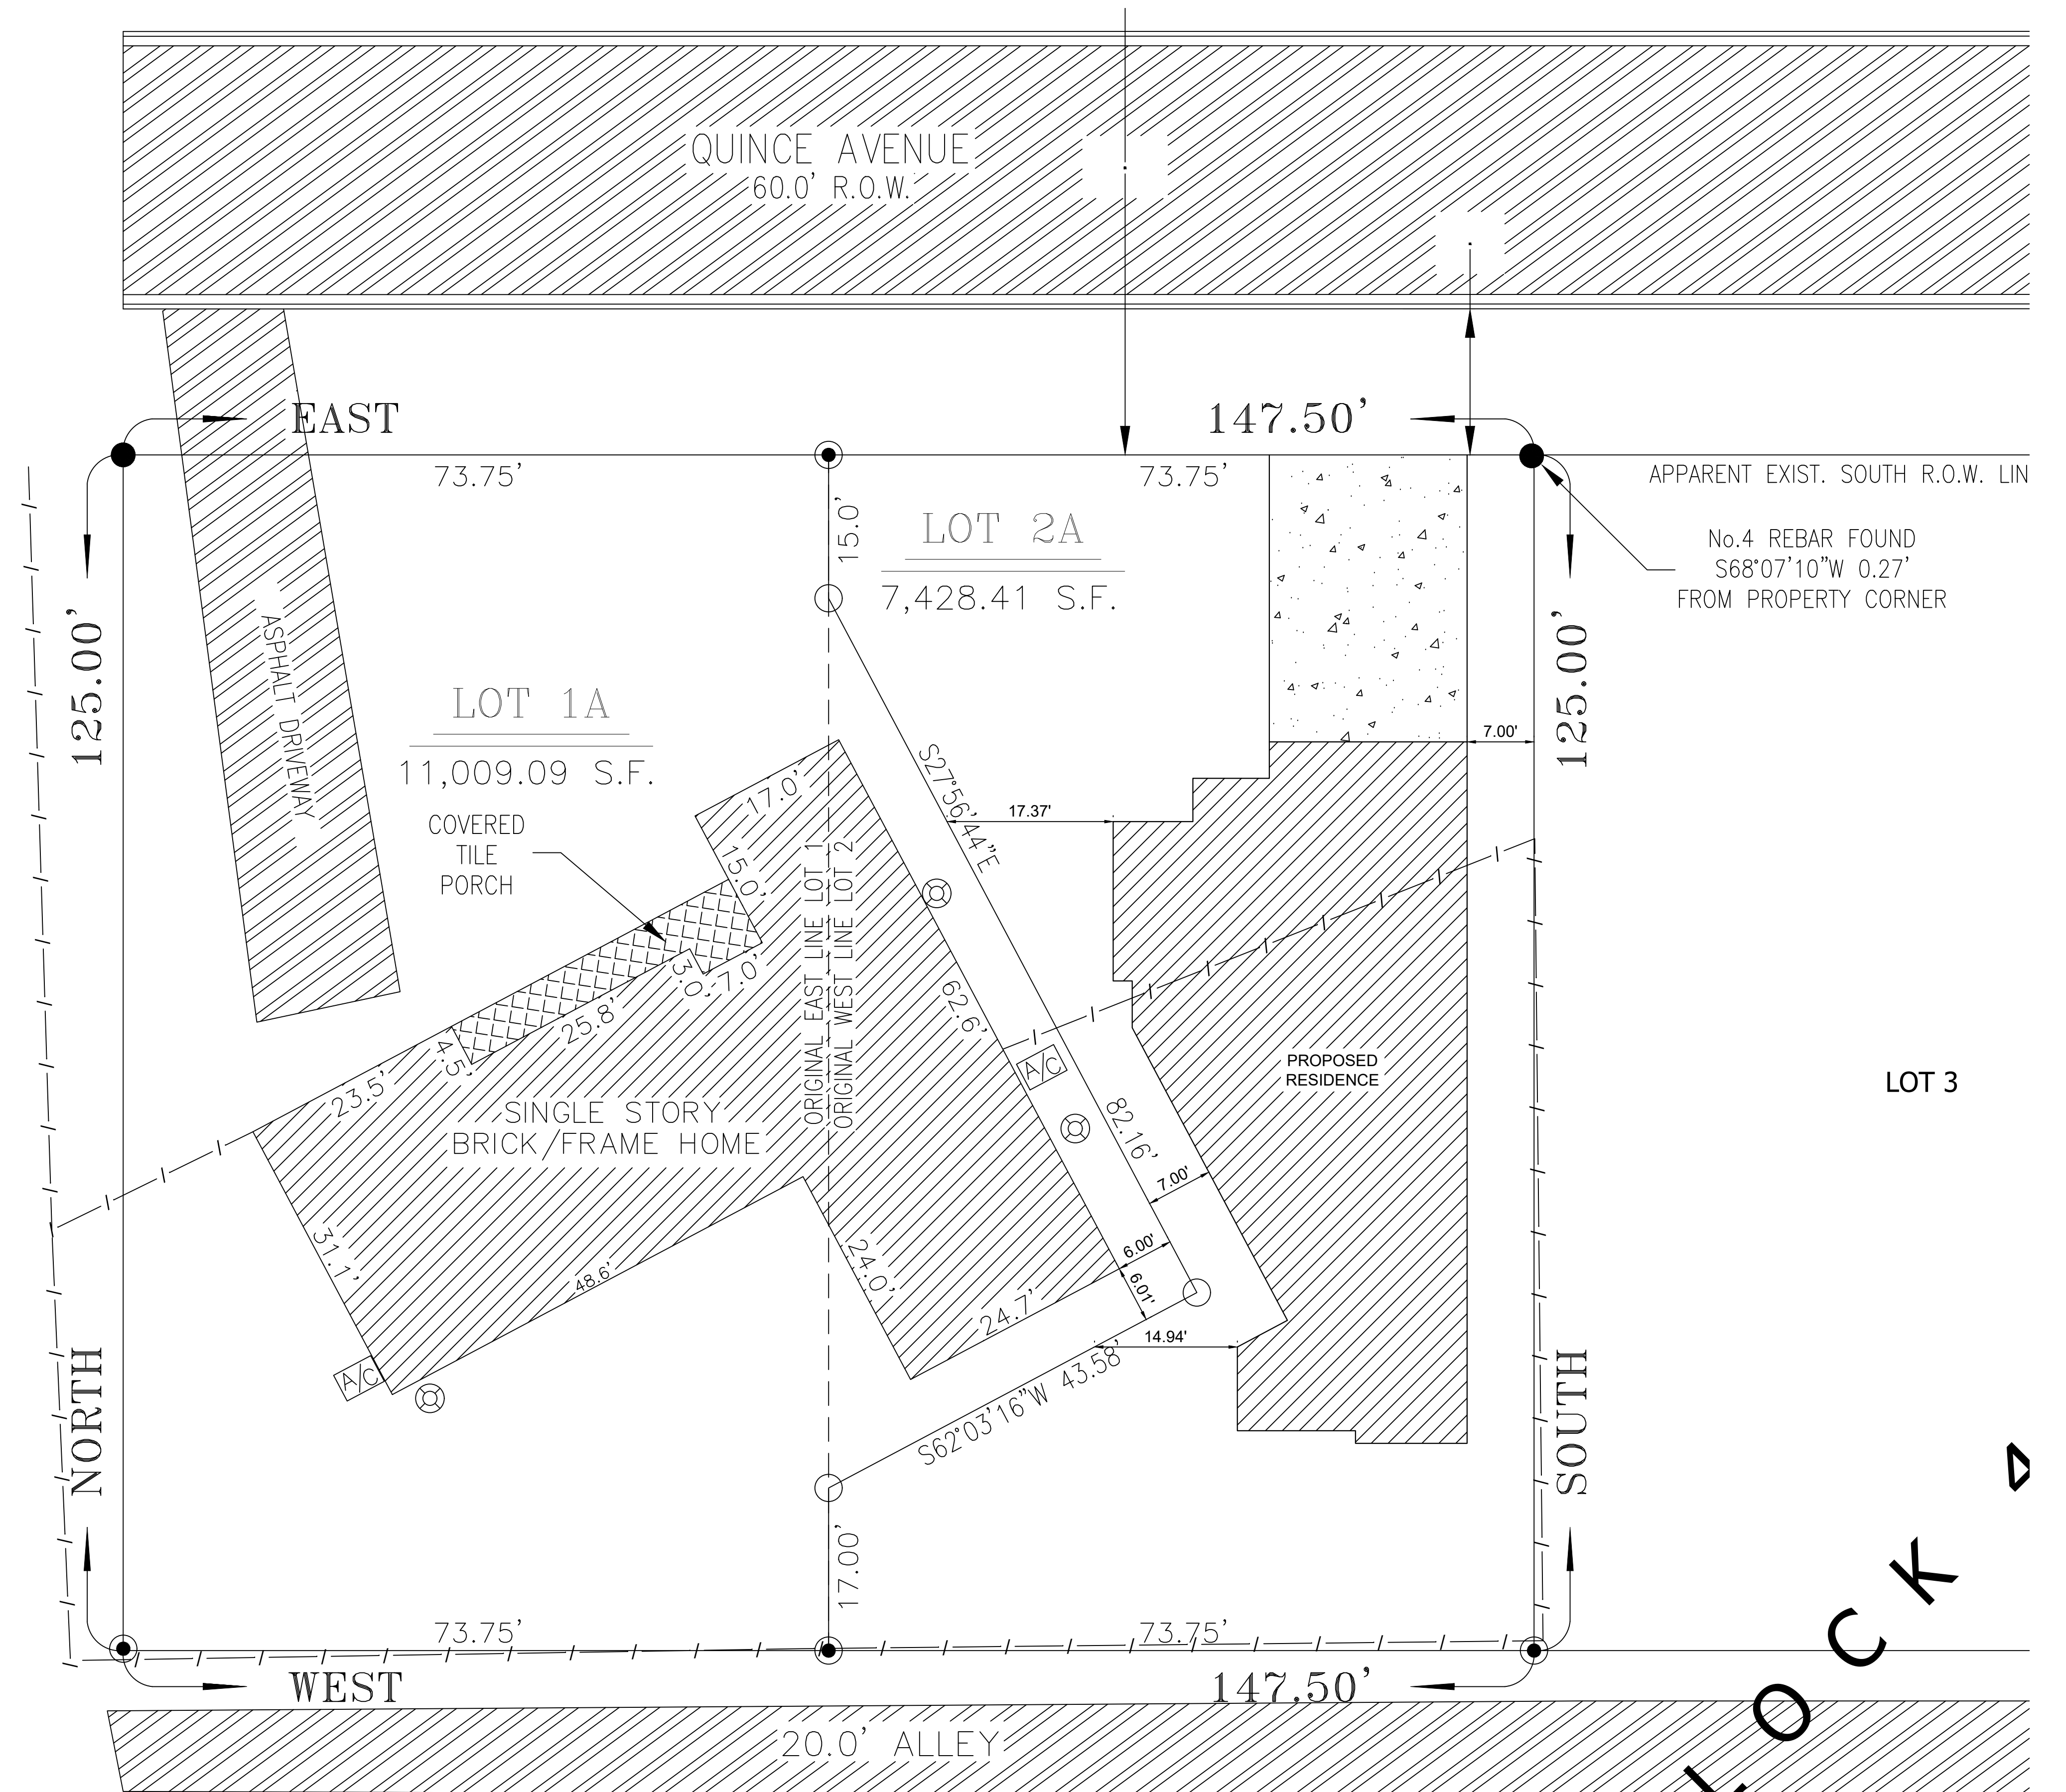 QUINCE AVENUE
60.0' R.O.W.
EAST
147.50'
73.75'
73.75'
APPARENT EXIST. SOUTH R.O.W. LIN
15.0'
LOT 2A
7,428.41 S.F.
No.4 REBAR FOUND
S68°07'10"W 0.27'
FROM PROPERTY CORNER
125.00'
ASPHALT DRIVEWAY
125.00'
LOT 1A
11,009.09 S.F.
7.00'
S27°56'44"E
17.0'
17.37'
COVERED
TILE
PORCH
15.0'
ORIGINAL EAST LINE LOT 1
ORIGINAL WEST LINE LOT 2
3.0'
7.0'
62.6'
25.8'
4.5'
23.5'
A/C
PROPOSED
RESIDENCE
LOT 3
SINGLE STORY
BRICK/FRAME HOME
82.16'
7.00'
31.1'
48.6'
24.0'
6.00'
6.01'
24.7'
14.94'
A/C
S62°03'16"W 43.58'
NORTH
SOUTH
17.00'
73.75'
73.75'
WEST
147.50'
20.0' ALLEY
LOCK 4